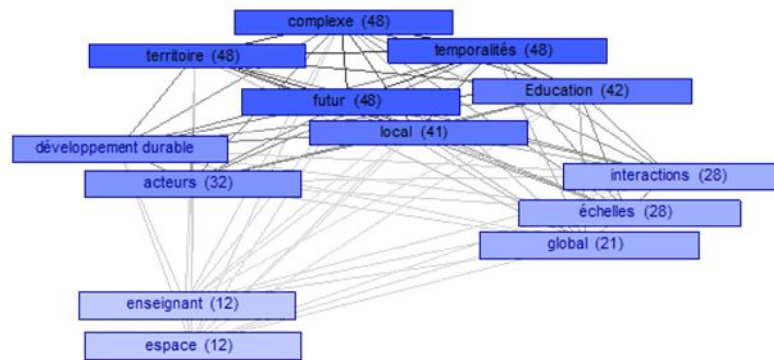 complexe (48)
territoire (48)
temporalités (48)
Education (42)
futur (48)
local (41)
développement durable
acteurs (32)
interactions (28)
échelles (28)
global (21)
enseignant (12)
espace (12)